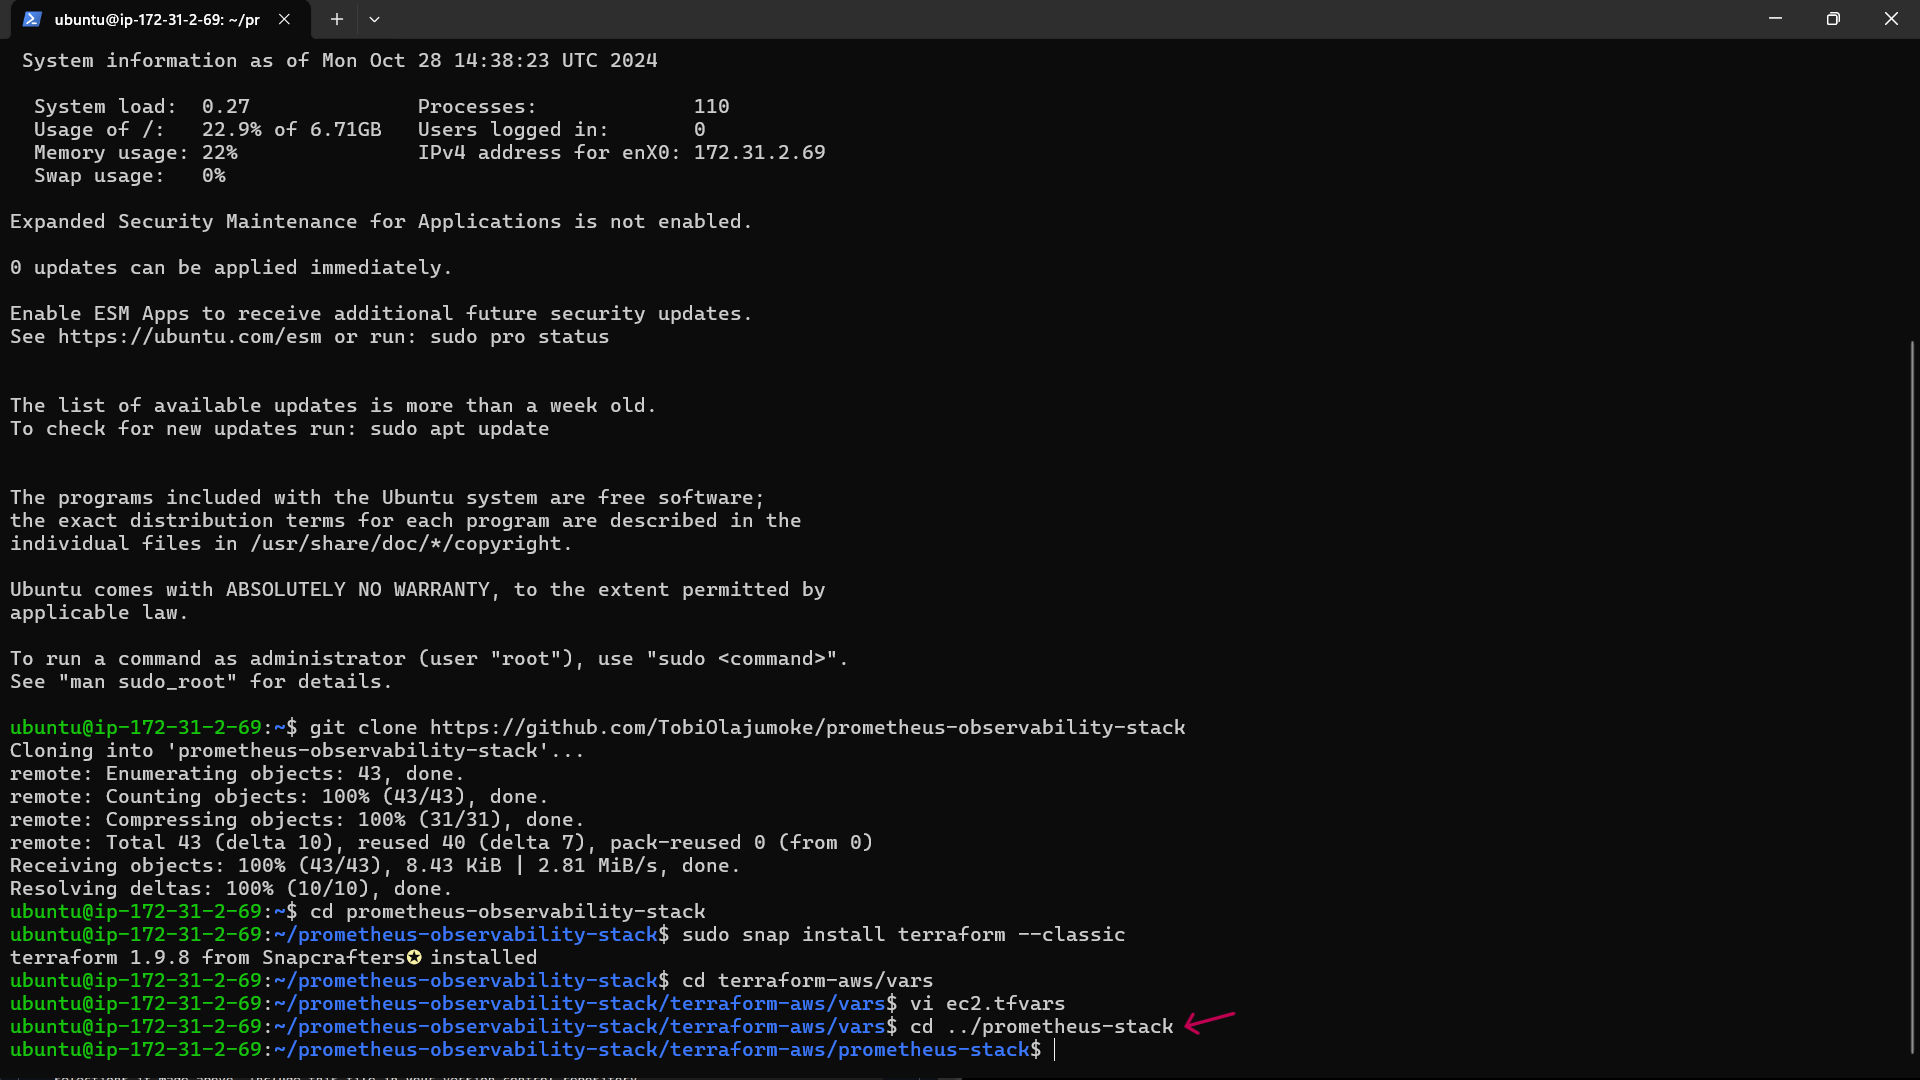 ubuntu@ip-172-31-2-69: ~/pr
System information as of Mon Oct 28 14:38:23 UTC 2024
System load:  0.27              Processes:             110
Usage of /:   22.9% of 6.71GB   Users logged in:       0
Memory usage: 22%               IPv4 address for enX0: 172.31.2.69
Swap usage:   0%
Expanded Security Maintenance for Applications is not enabled.
0 updates can be applied immediately.
Enable ESM Apps to receive additional future security updates.
See https://ubuntu.com/esm or run: sudo pro status
The list of available updates is more than a week old.
To check for new updates run: sudo apt update
The programs included with the Ubuntu system are free software;
the exact distribution terms for each program are described in the
individual files in /usr/share/doc/*/copyright.
Ubuntu comes with ABSOLUTELY NO WARRANTY, to the extent permitted by
applicable law.
To run a command as administrator (user "root"), use "sudo <command>".
See "man sudo_root" for details.
ubuntu@ip-172-31-2-69:~$ git clone https://github.com/TobiOlajumoke/prometheus-observability-stack
Cloning into 'prometheus-observability-stack'...
remote: Enumerating objects: 43, done.
remote: Counting objects: 100% (43/43), done.
remote: Compressing objects: 100% (31/31), done.
remote: Total 43 (delta 10), reused 40 (delta 7), pack-reused 0 (from 0)
Receiving objects: 100% (43/43), 8.43 KiB | 2.81 MiB/s, done.
Resolving deltas: 100% (10/10), done.
ubuntu@ip-172-31-2-69:~$ cd prometheus-observability-stack
ubuntu@ip-172-31-2-69:~/prometheus-observability-stack$ sudo snap install terraform --classic
terraform 1.9.8 from Snapcrafters✪ installed
ubuntu@ip-172-31-2-69:~/prometheus-observability-stack$ cd terraform-aws/vars
ubuntu@ip-172-31-2-69:~/prometheus-observability-stack/terraform-aws/vars$ vi ec2.tfvars
ubuntu@ip-172-31-2-69:~/prometheus-observability-stack/terraform-aws/vars$ cd ../prometheus-stack
ubuntu@ip-172-31-2-69:~/prometheus-observability-stack/terraform-aws/prometheus-stack$